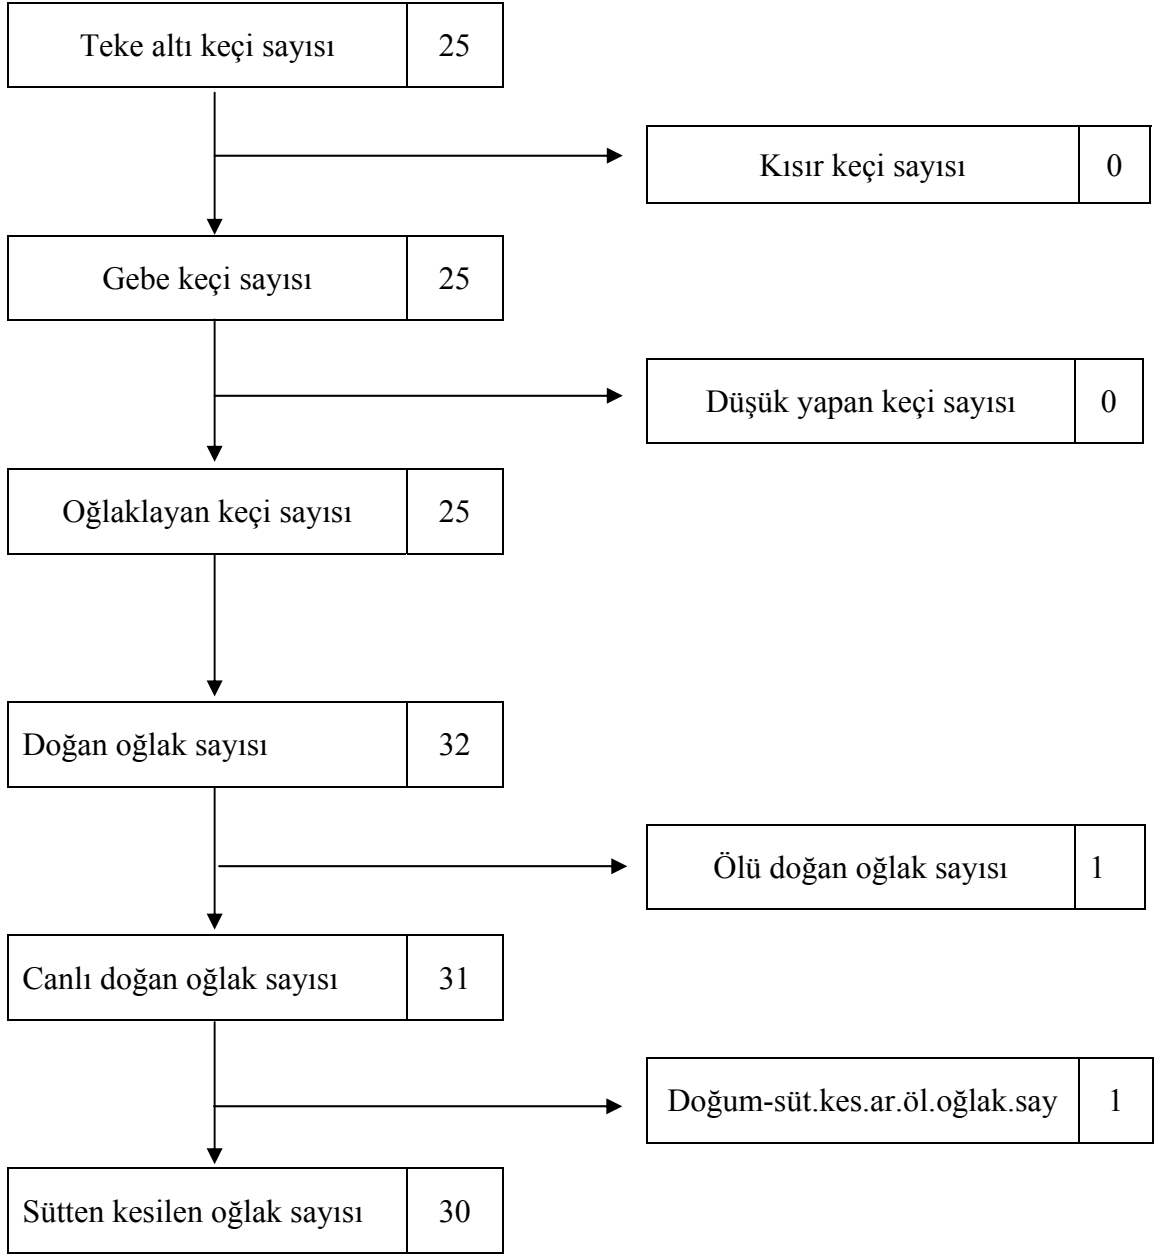 Teke altı keçi sayısı 25
Kısır keçi sayısı 0
Gebe keçi sayısı 25
Düşük yapan keçi sayısı 0
Oğlaklayan keçi sayısı 25
Doğan oğlak sayısı 32
Ölü doğan oğlak sayısı 1
Canlı doğan oğlak sayısı 31
Doğum-süt.kes.ar.öl.oğlak.say 1
Sütten kesilen oğlak sayısı 30